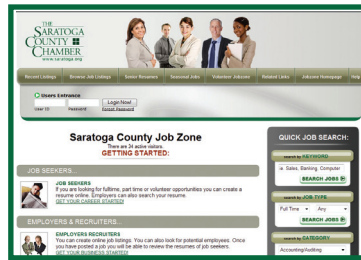 THE
SARATOGA
COUNTY
CHAMBER
www.saratoga.org
Recent Listings Browse Job Listings Senior Resumes Seasonal Jobs Volunteer Jobzone Related Links Jobzone Homepage Help
Users Entrance:
Login Now!
User ID Password Forgot Password
Saratoga County Job Zone
There are 24 active visitors.
GETTING STARTED:
JOB SEEKERS...
JOB SEEKERS
If you are looking for fulltime, part time or volunteer opportunities you can create a
resume online. Employers can also search your resume.
GET YOUR CAREER STARTED!
EMPLOYERS & RECRUITERS...
EMPLOYERS RECRUITERS
You can create online job listings. You can also look for potential employees. Once
you have posted a job you will be able to review the resumes of job seekers.
GET YOUR BUSINESS STARTED!
QUICK JOB SEARCH:
search by KEYWORD
ie. Sales, Banking, Computer
SEARCH JOBS
search by JOB TYPE
Full Time Any
SEARCH JOBS
search by CATEGORY
Accounting/Auditing